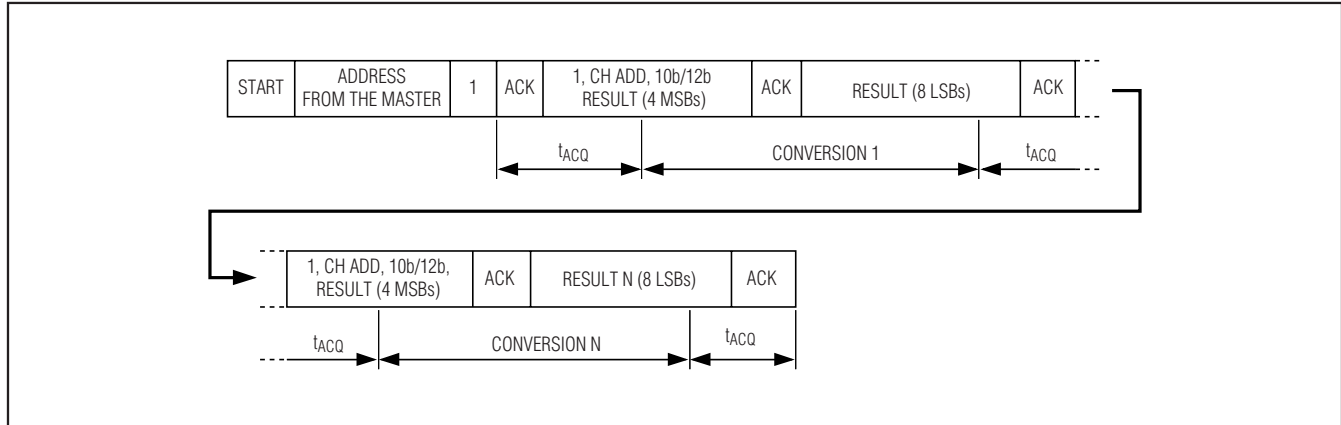 START
ADDRESS
FROM THE MASTER
1
ACK
1, CH ADD, 10b/12b
RESULT (4 MSBs)
ACK
RESULT (8 LSBs)
ACK
tACQ
CONVERSION 1
tACQ
1, CH ADD, 10b/12b,
RESULT (4 MSBs)
ACK
RESULT N (8 LSBs)
ACK
tACQ
CONVERSION N
tACQ